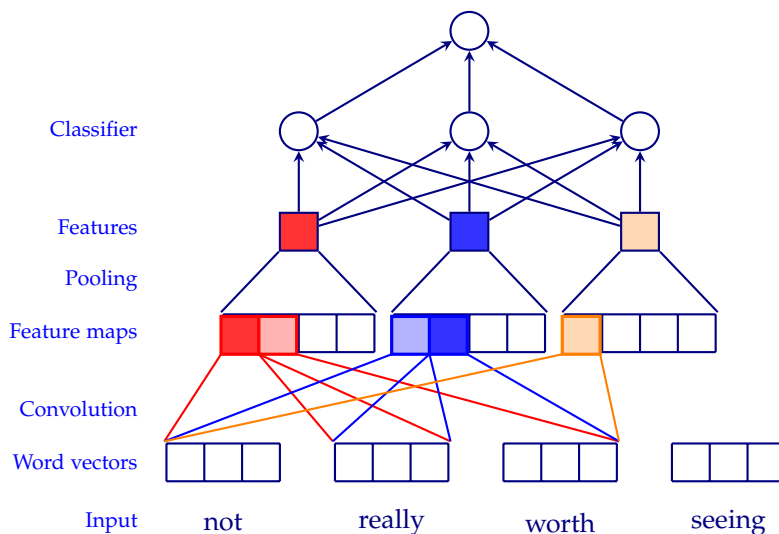 Classifier
Features
Pooling
Feature maps
Convolution
Word vectors
Input not really worth seeing